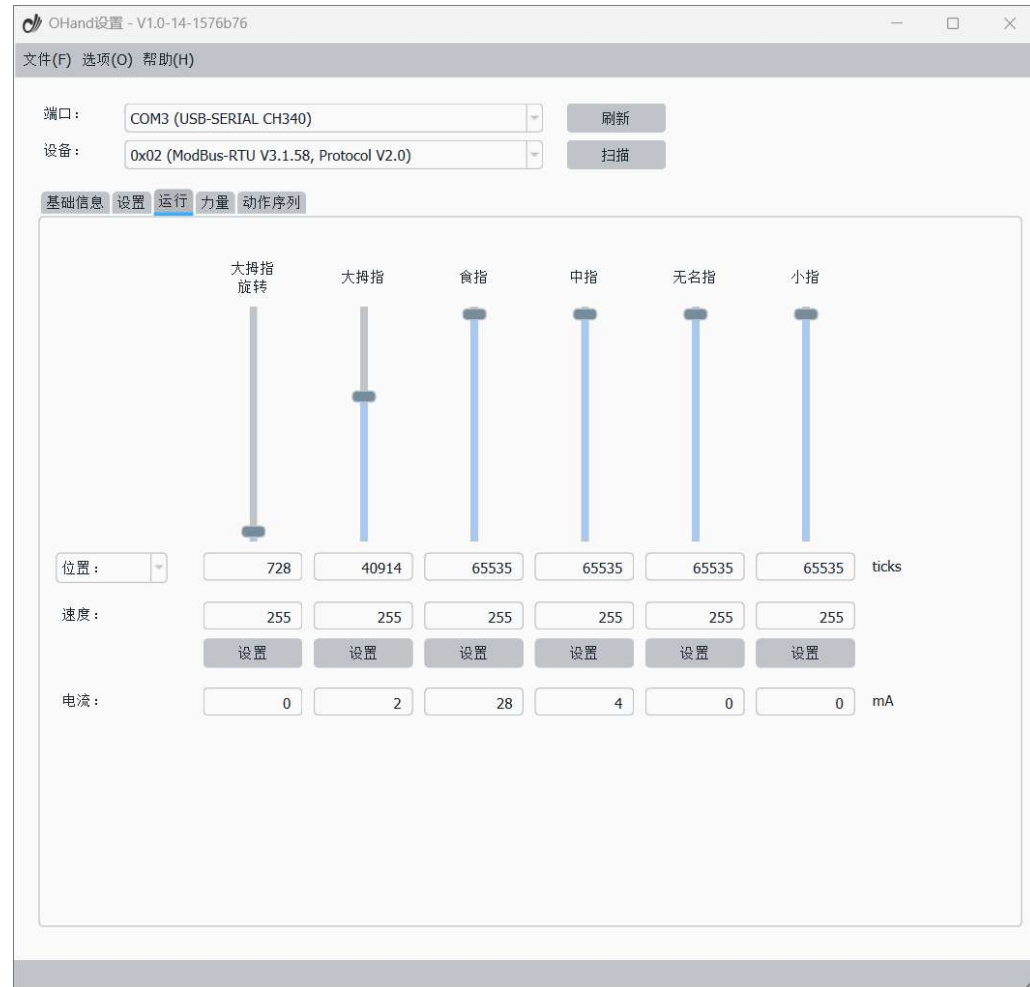 OHand设置 - V1.0-14-1576b76
文件(F) 选项(O) 帮助(H)
端口： COM3 (USB-SERIAL CH340) 刷新
设备： 0x02 (ModBus-RTU V3.1.58, Protocol V2.0) 扫描
基础信息 设置 运行 力量 动作序列
大拇指
旋转 大拇指 食指 中指 无名指 小指
位置： 728 40914 65535 65535 65535 65535 ticks
速度： 255 255 255 255 255 255
设置 设置 设置 设置 设置 设置
电流： 0 2 28 4 0 0 mA